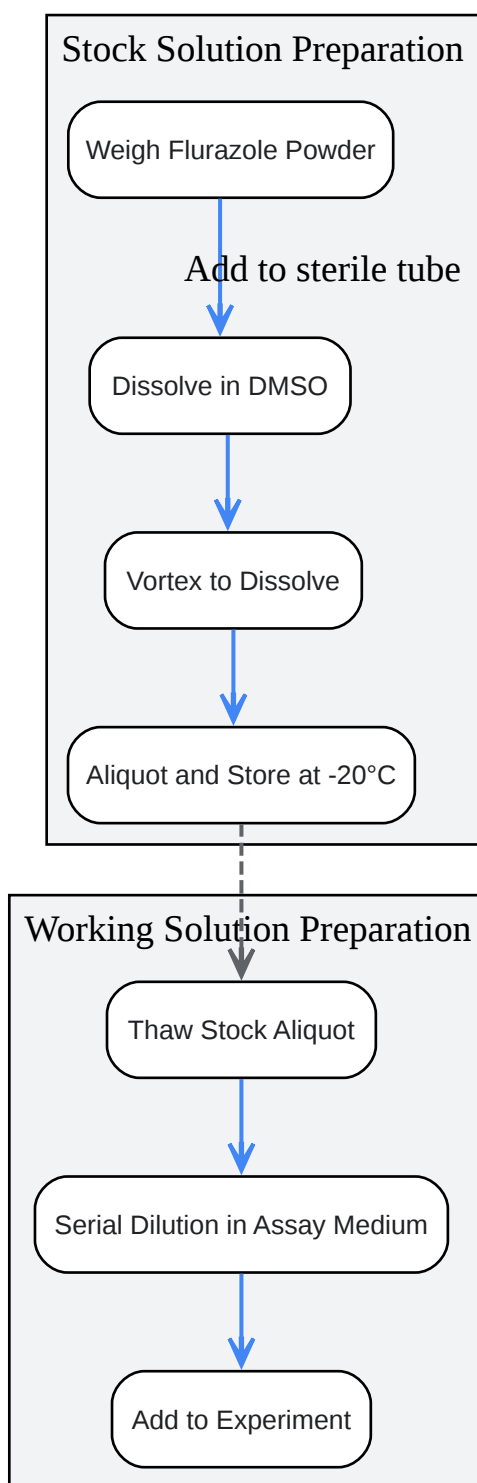 Stock Solution Preparation
Weigh Flurazole Powder
Add to sterile tube
Dissolve in DMSO
Vortex to Dissolve
Aliquot and Store at -20°C
Working Solution Preparation
Thaw Stock Aliquot
Serial Dilution in Assay Medium
Add to Experiment